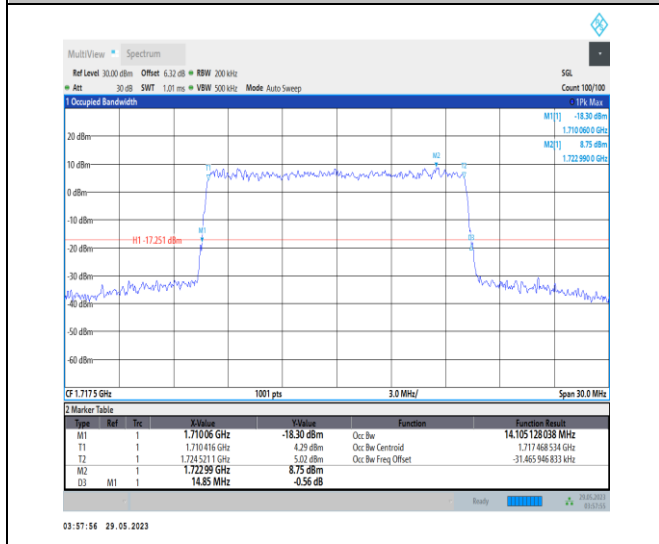 MultiView Spectrum
Ref Level 30.00 dBm Offset 6.32 dB RBW 200 kHz SGL
Att 30 dB SWT 1.01 ms VBW 500 kHz Mode Auto Sweep Count 100/100
1 Occupied Bandwidth 1Pk Max
M1[1] -18.30 dBm
1.710 060 0 GHz
M2[1] 8.75 dBm
1.722 990 0 GHz
20 dBm
10 dBm
0 dBm
-10 dBm
-20 dBm
-30 dBm
-40 dBm
-50 dBm
-60 dBm
T1
M2
T2
M1
D3
H1 -17.251 dBm
CF 1.717 5 GHz 1001 pts 3.0 MHz/ Span 30.0 MHz
2 Marker Table
Type Ref Trc X-Value Y-Value Function Function Result
M1 1 1.710 06 GHz -18.30 dBm Occ Bw 14.105 128 038 MHz
T1 1 1.710 416 GHz 4.29 dBm Occ Bw Centroid 1.717 468 534 GHz
T2 1 1.724 521 1 GHz 5.02 dBm Occ Bw Freq Offset -31.465 946 833 kHz
M2 1 1.722 99 GHz 8.75 dBm
D3 M1 1 14.85 MHz -0.56 dB
Ready 29.05.2023
03:57:55
03:57:56 29.05.2023